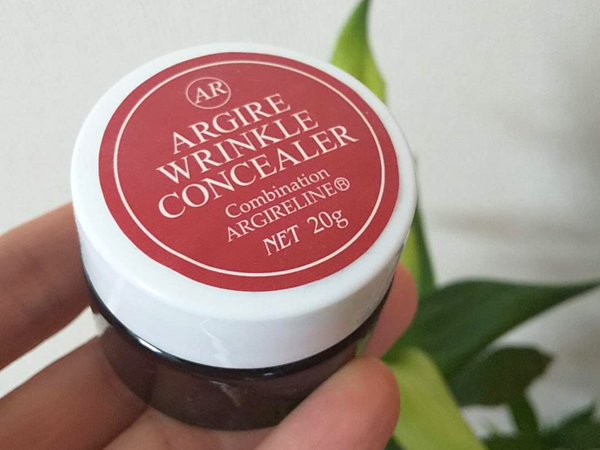 AR
ARGIRE
WRINKLE
CONCEALER
Combination
ARGIRELINE®
NET 20g